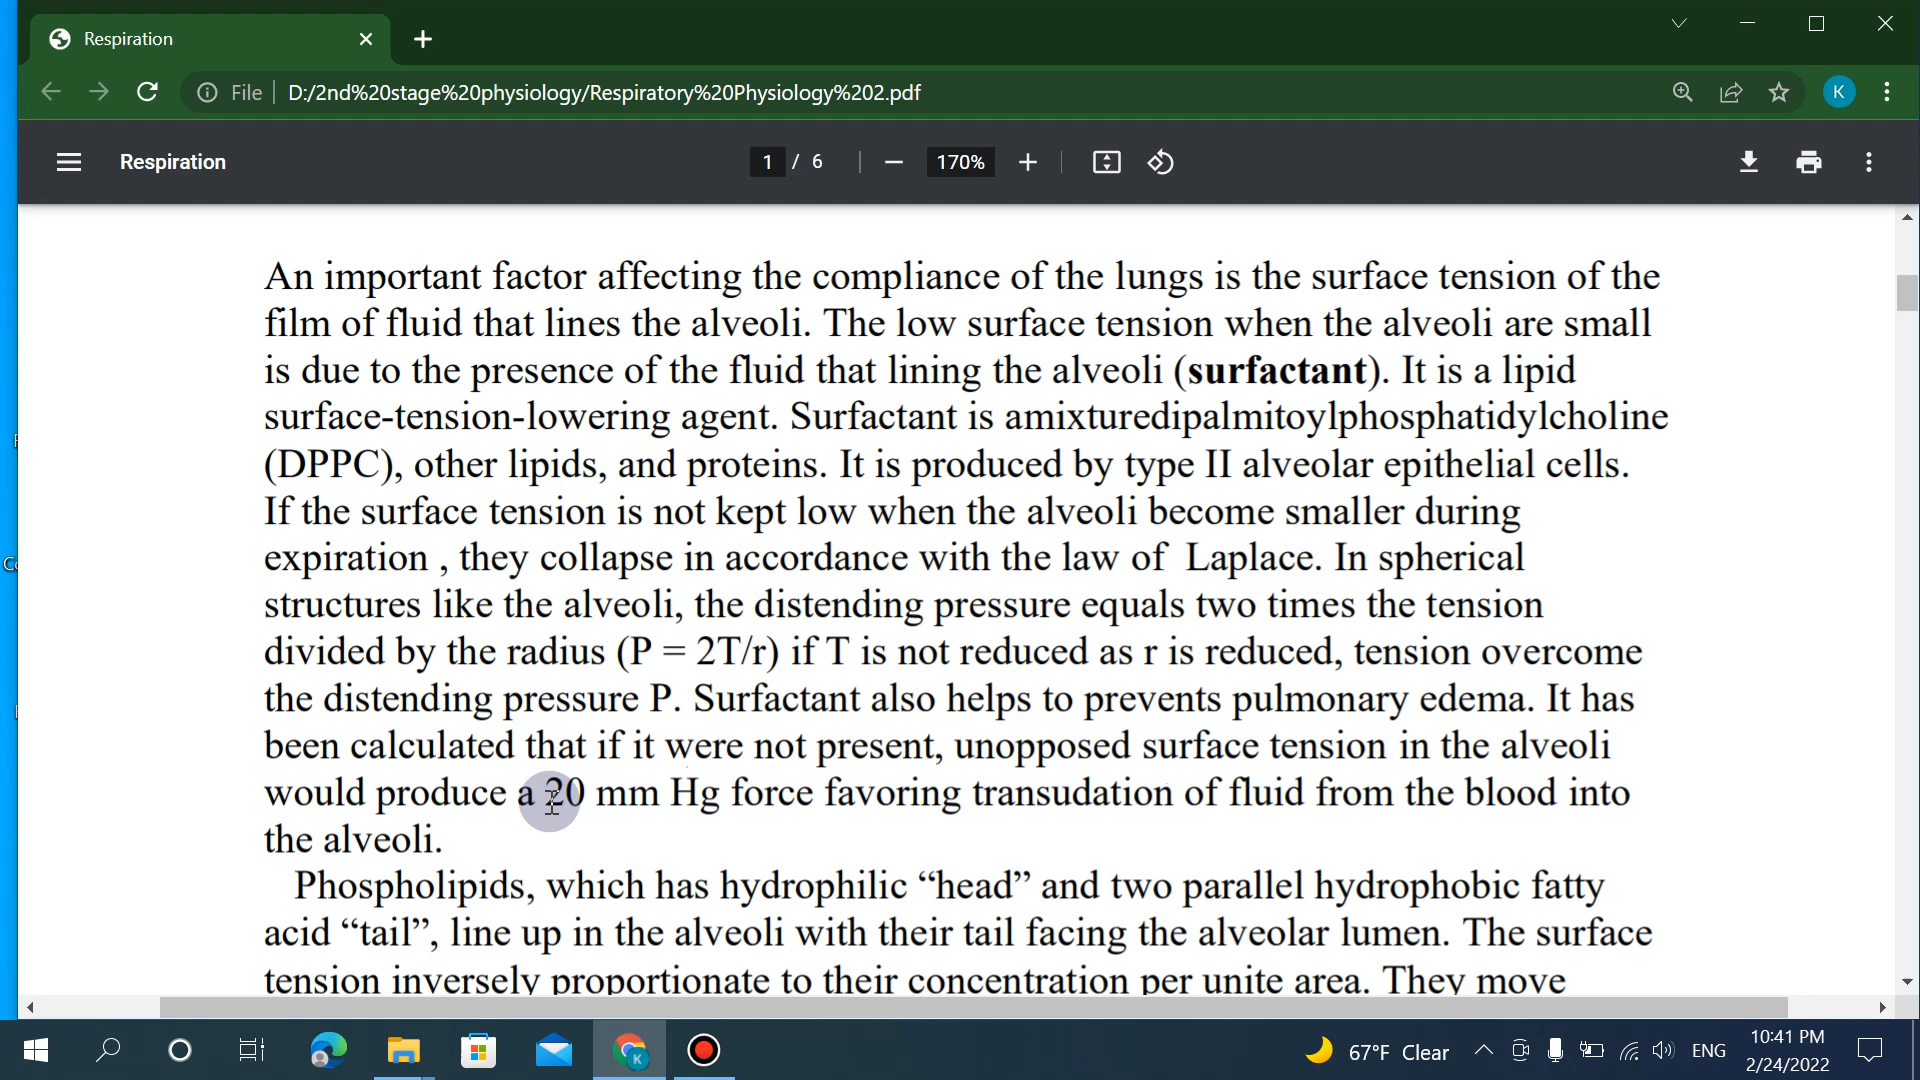 Respiration
File
D:/2nd%20stage%20physiology/Respiratory%20Physiology%202.pdf
K
Respiration
1 / 6
170%
An important factor affecting the compliance of the lungs is the surface tension of the
film of fluid that lines the alveoli. The low surface tension when the alveoli are small
is due to the presence of the fluid that lining the alveoli (surfactant). It is a lipid
surface-tension-lowering agent. Surfactant is amixturedipalmitoylphosphatidylcholine
(DPPC), other lipids, and proteins. It is produced by type II alveolar epithelial cells.
If the surface tension is not kept low when the alveoli become smaller during
expiration , they collapse in accordance with the law of Laplace. In spherical
structures like the alveoli, the distending pressure equals two times the tension
divided by the radius (P = 2T/r) if T is not reduced as r is reduced, tension overcome
the distending pressure P. Surfactant also helps to prevents pulmonary edema. It has
been calculated that if it were not present, unopposed surface tension in the alveoli
would produce a 20 mm Hg force favoring transudation of fluid from the blood into
the alveoli.
Phospholipids, which has hydrophilic “head” and two parallel hydrophobic fatty
acid “tail”, line up in the alveoli with their tail facing the alveolar lumen. The surface
tension inversely proportionate to their concentration per unite area. They move
K
67°F Clear
ENG
10:41 PM
2/24/2022